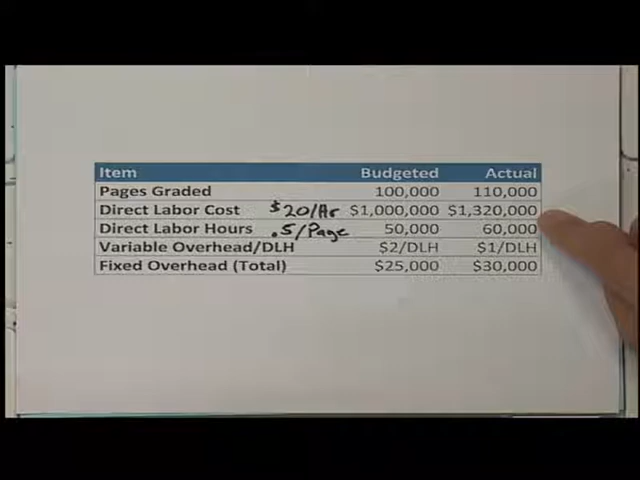 Item Budgeted Actual
Pages Graded 100,000 110,000
Direct Labor Cost $20/Hr $1,000,000 $1,320,000
Direct Labor Hours .5/Page 50,000 60,000
Variable Overhead/DLH $2/DLH $1/DLH
Fixed Overhead (Total) $25,000 $30,000